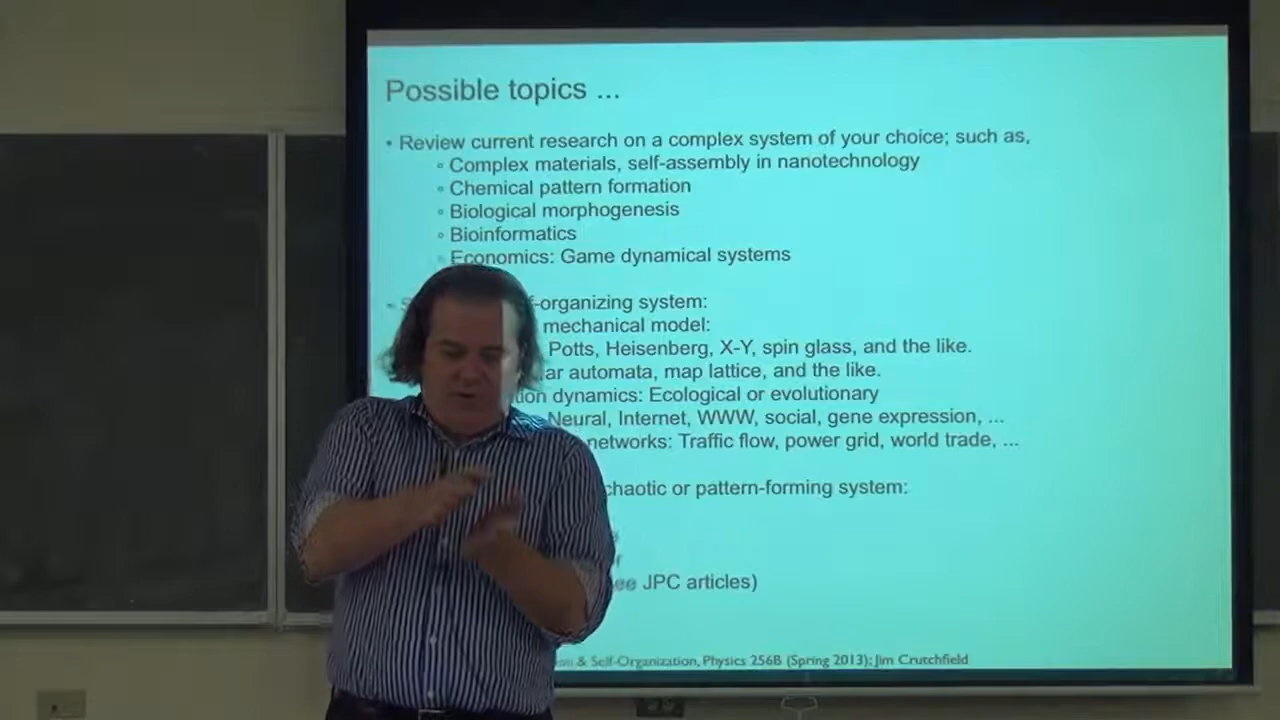 Possible topics ...
• Review current research on a complex system of your choice; such as,
◦ Complex materials, self-assembly in nanotechnology
◦ Chemical pattern formation
◦ Biological morphogenesis
◦ Bioinformatics
◦ Economics: Game dynamical systems
-organizing system:
mechanical model:
Potts, Heisenberg, X-Y, spin glass, and the like.
automata, map lattice, and the like.
dynamics: Ecological or evolutionary
Neural, Internet, WWW, social, gene expression, ...
networks: Traffic flow, power grid, world trade, ...
chaotic or pattern-forming system:
JPC articles)
& Self-Organization, Physics 256B (Spring 2013); Jim Crutchfield